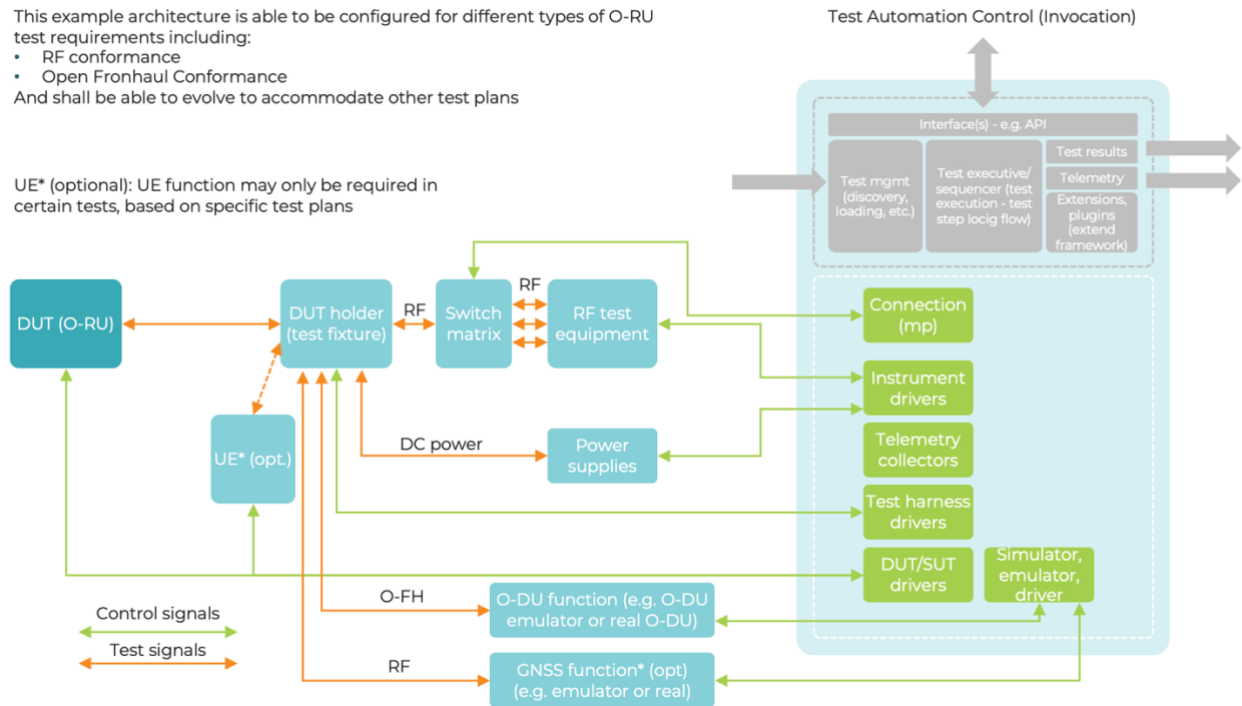 This example architecture is able to be configured for different types of O-RU
test requirements including:
• RF conformance
• Open Fronhaul Conformance
And shall be able to evolve to accommodate other test plans
UE* (optional): UE function may only be required in
certain tests, based on specific test plans
Test Automation Control (Invocation)
Interface(s) - e.g. API
Test mgmt
(discovery,
loading, etc.)
Test executive/
sequencer (test
execution - test
step locig flow)
Test results
Telemetry
Extensions,
plugins
(extend
framework)
DUT (O-RU)
DUT holder
(test fixture)
RF
Switch
matrix
RF
RF test
equipment
Connection
(mp)
Instrument
drivers
UE* (opt.)
DC power
Power
supplies
Telemetry
collectors
Test harness
drivers
DUT/SUT
drivers
Simulator,
emulator,
driver
Control signals
Test signals
O-FH
O-DU function (e.g. O-DU
emulator or real O-DU)
RF
GNSS function* (opt)
(e.g. emulator or real)